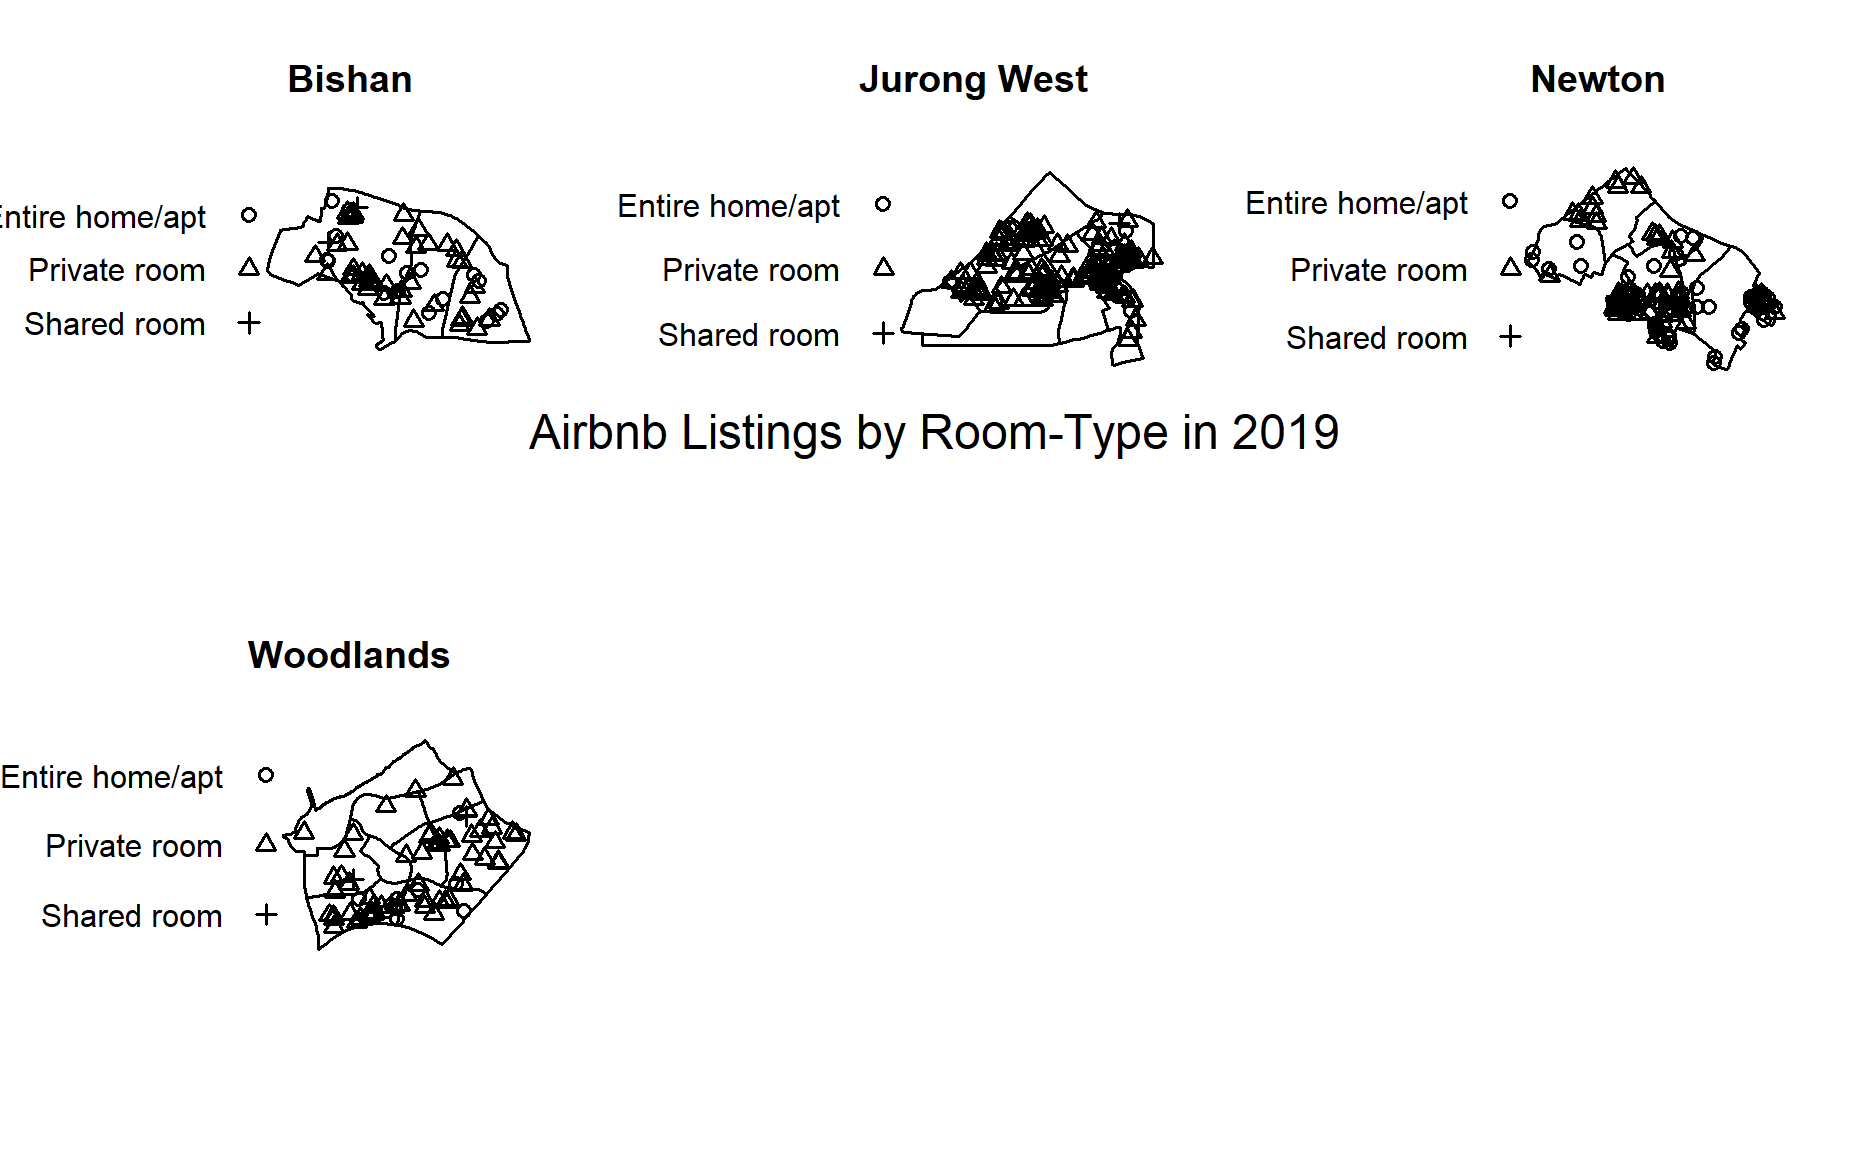 Bishan
Entire home/apt
Private room
Shared room
Jurong West
Entire home/apt
Private room
Shared room
Newton
Entire home/apt
Private room
Shared room
Airbnb Listings by Room-Type in 2019
Woodlands
Entire home/apt
Private room
Shared room